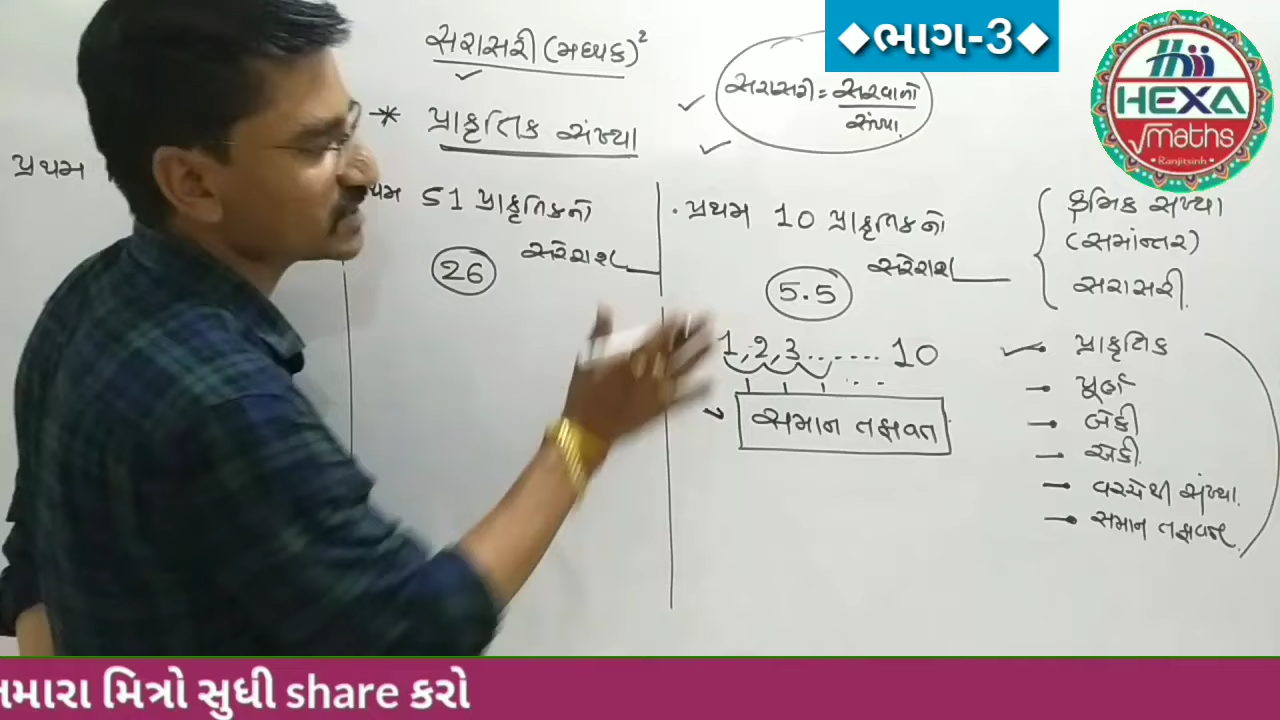 ◆ભાગ-3◆
HEXA
maths
Ranjitsinh
સરાસરી (મધ્યક)²
સરાસરી = સરવાળો
સંખ્યા
* પ્રાકૃતિક સંખ્યા
પ્રથમ
થમ 51 પ્રાકૃતિકનો
સરેરાશ
26
· પ્રથમ 10 પ્રાકૃતિકનો
સરેરાશ
5.5
1,2,3....... 10
સમાન તફાવત
ક્રમિક સંખ્યા
(સમાંન્તર)
સરાસરી.
પ્રાકૃતિક
પૂર્ણ
બેકી
એકી.
વચ્ચેથી સંખ્યા.
સમાન તફાવત
મારા મિત્રો સુધી share કરો